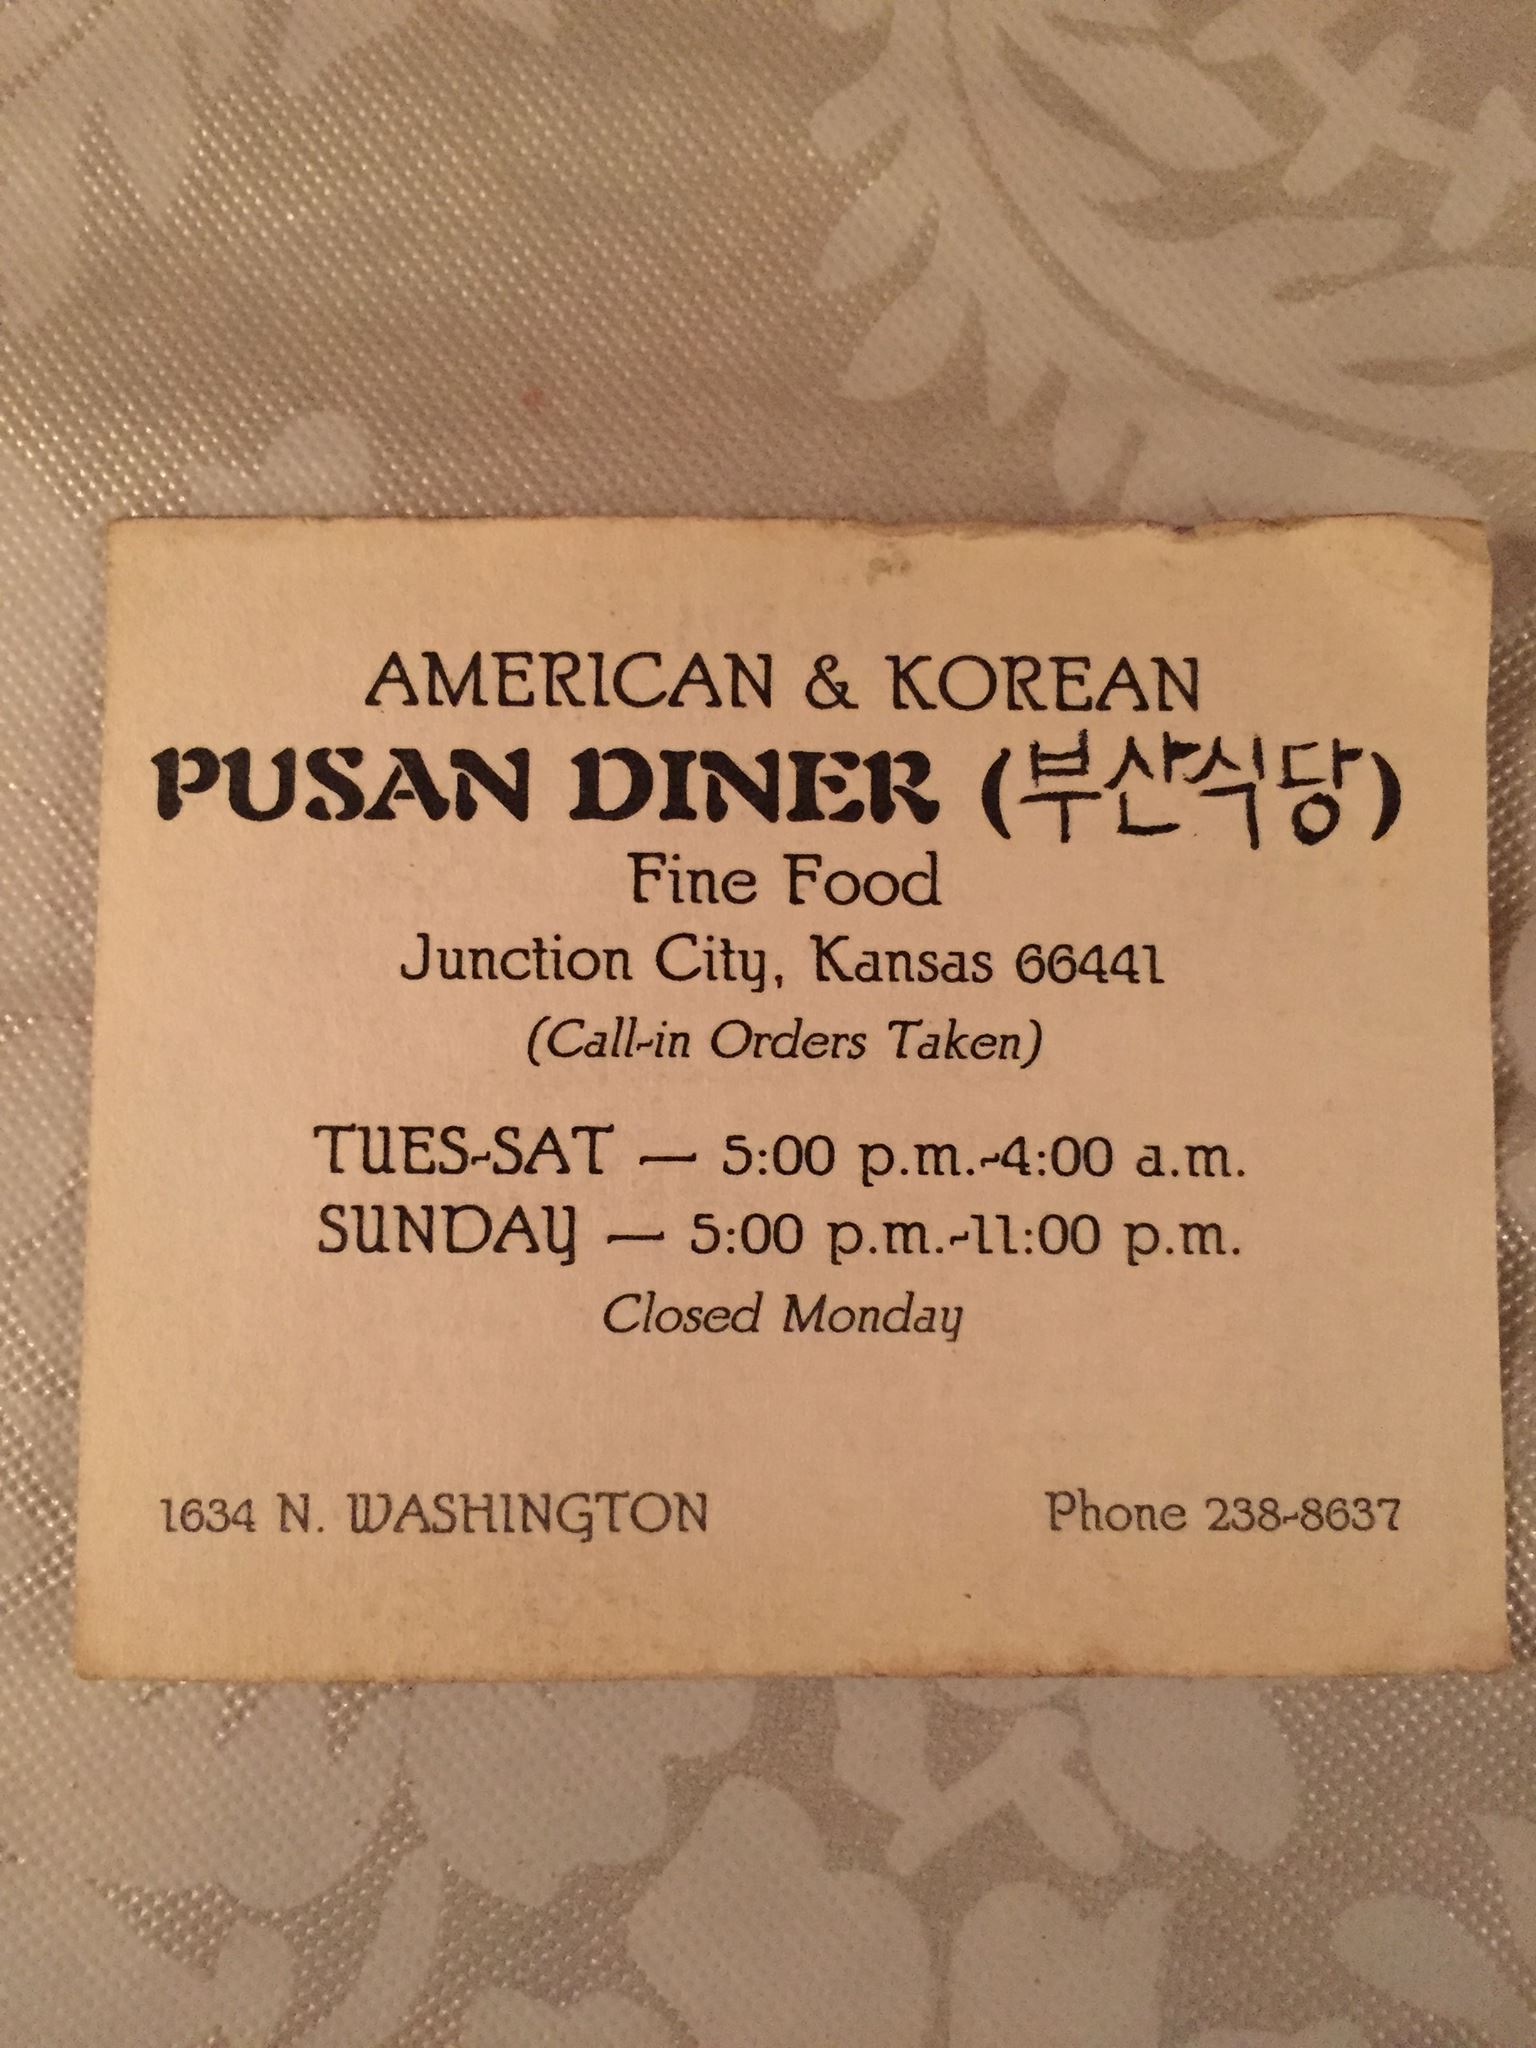 AMERICAN & KOREAN
PUSAN DINER (부산식당)
Fine Food
Junction City, Kansas 66441
(Call-in Orders Taken)
TUES-SAT — 5:00 p.m.-4:00 a.m.
SUNDAY — 5:00 p.m.-11:00 p.m.
Closed Monday
1634 N. WASHINGTON Phone 238-8637